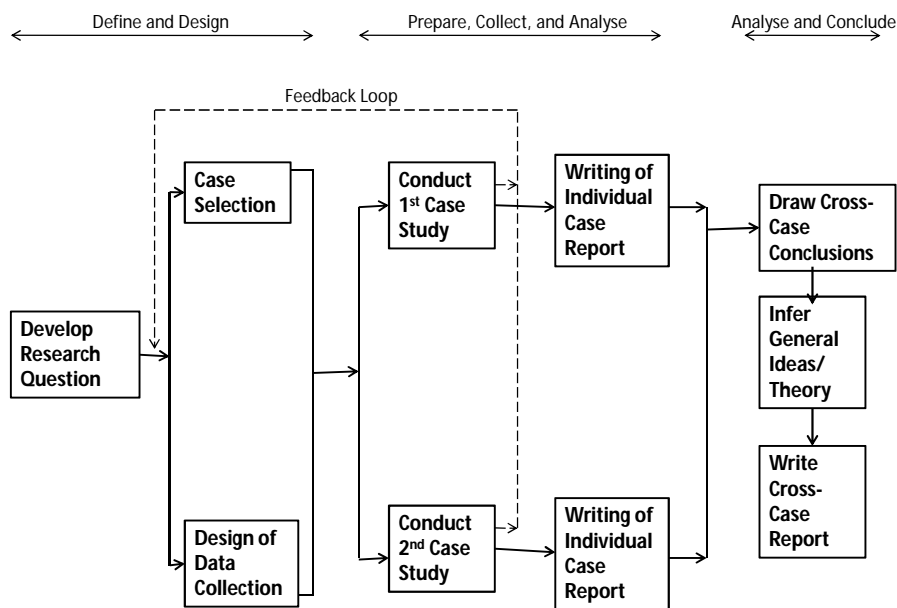 Define and Design
Prepare, Collect, and Analyse
Analyse and Conclude
Feedback Loop
Case
Selection
Conduct
1st Case
Study
Writing of
Individual
Case
Report
Draw Cross-
Case
Conclusions
Develop
Research
Question
Infer
General
Ideas/
Theory
Design of
Data
Collection
Conduct
2nd Case
Study
Writing of
Individual
Case
Report
Write
Cross-
Case
Report